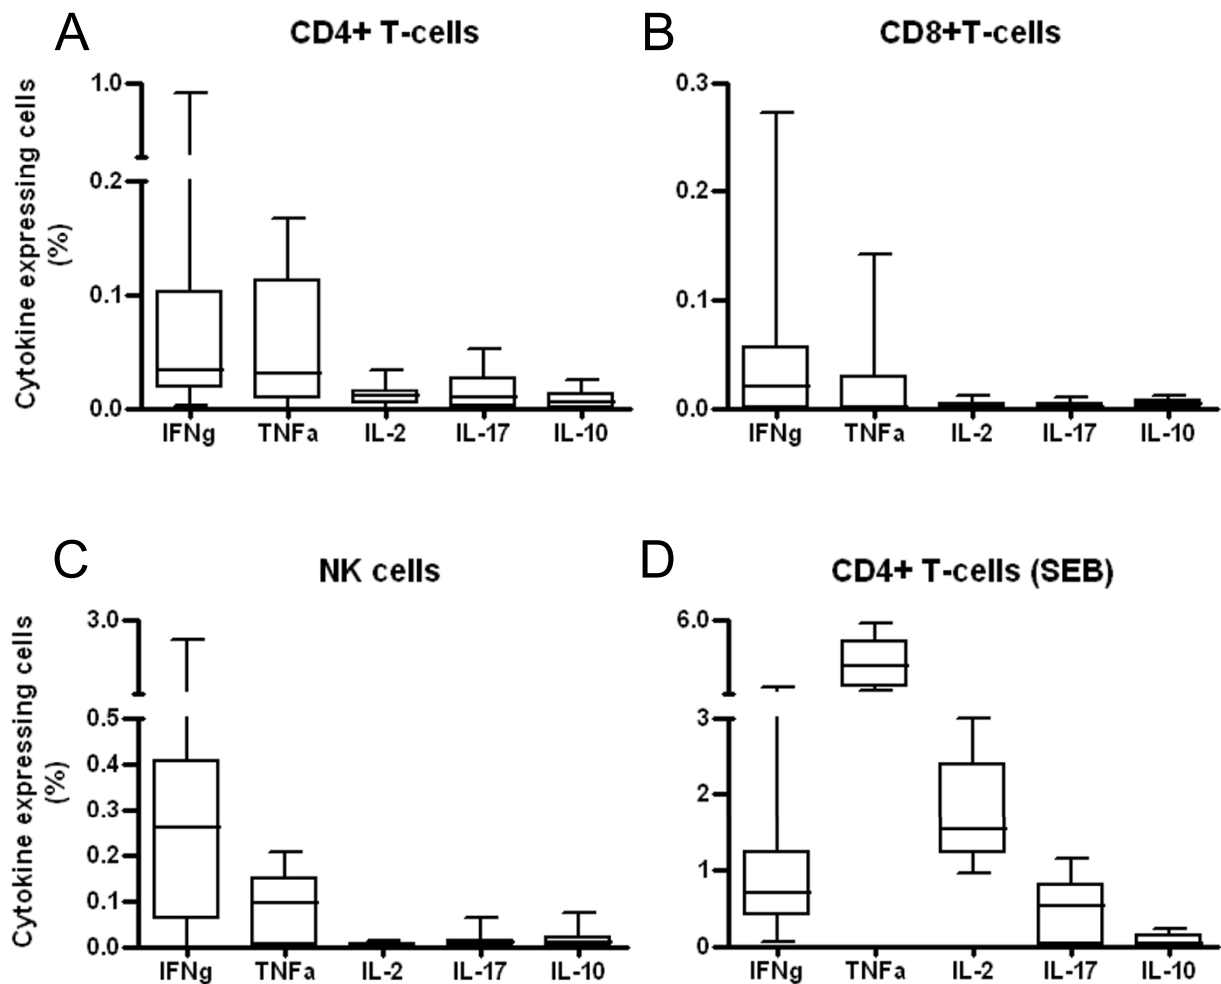 A
CD4+ T-cells
Cytokine expressing cells
(%)
1.0
0.2
0.1
0.0
IFNg
TNFa
IL-2
IL-17
IL-10
B
CD8+T-cells
0.3
0.2
0.1
0.0
IFNg
TNFa
IL-2
IL-17
IL-10
C
NK cells
Cytokine expressing cells
(%)
3.0
0.5
0.4
0.3
0.2
0.1
0.0
IFNg
TNFa
IL-2
IL-17
IL-10
D
CD4+ T-cells (SEB)
6.0
3
2
1
0
IFNg
TNFa
IL-2
IL-17
IL-10